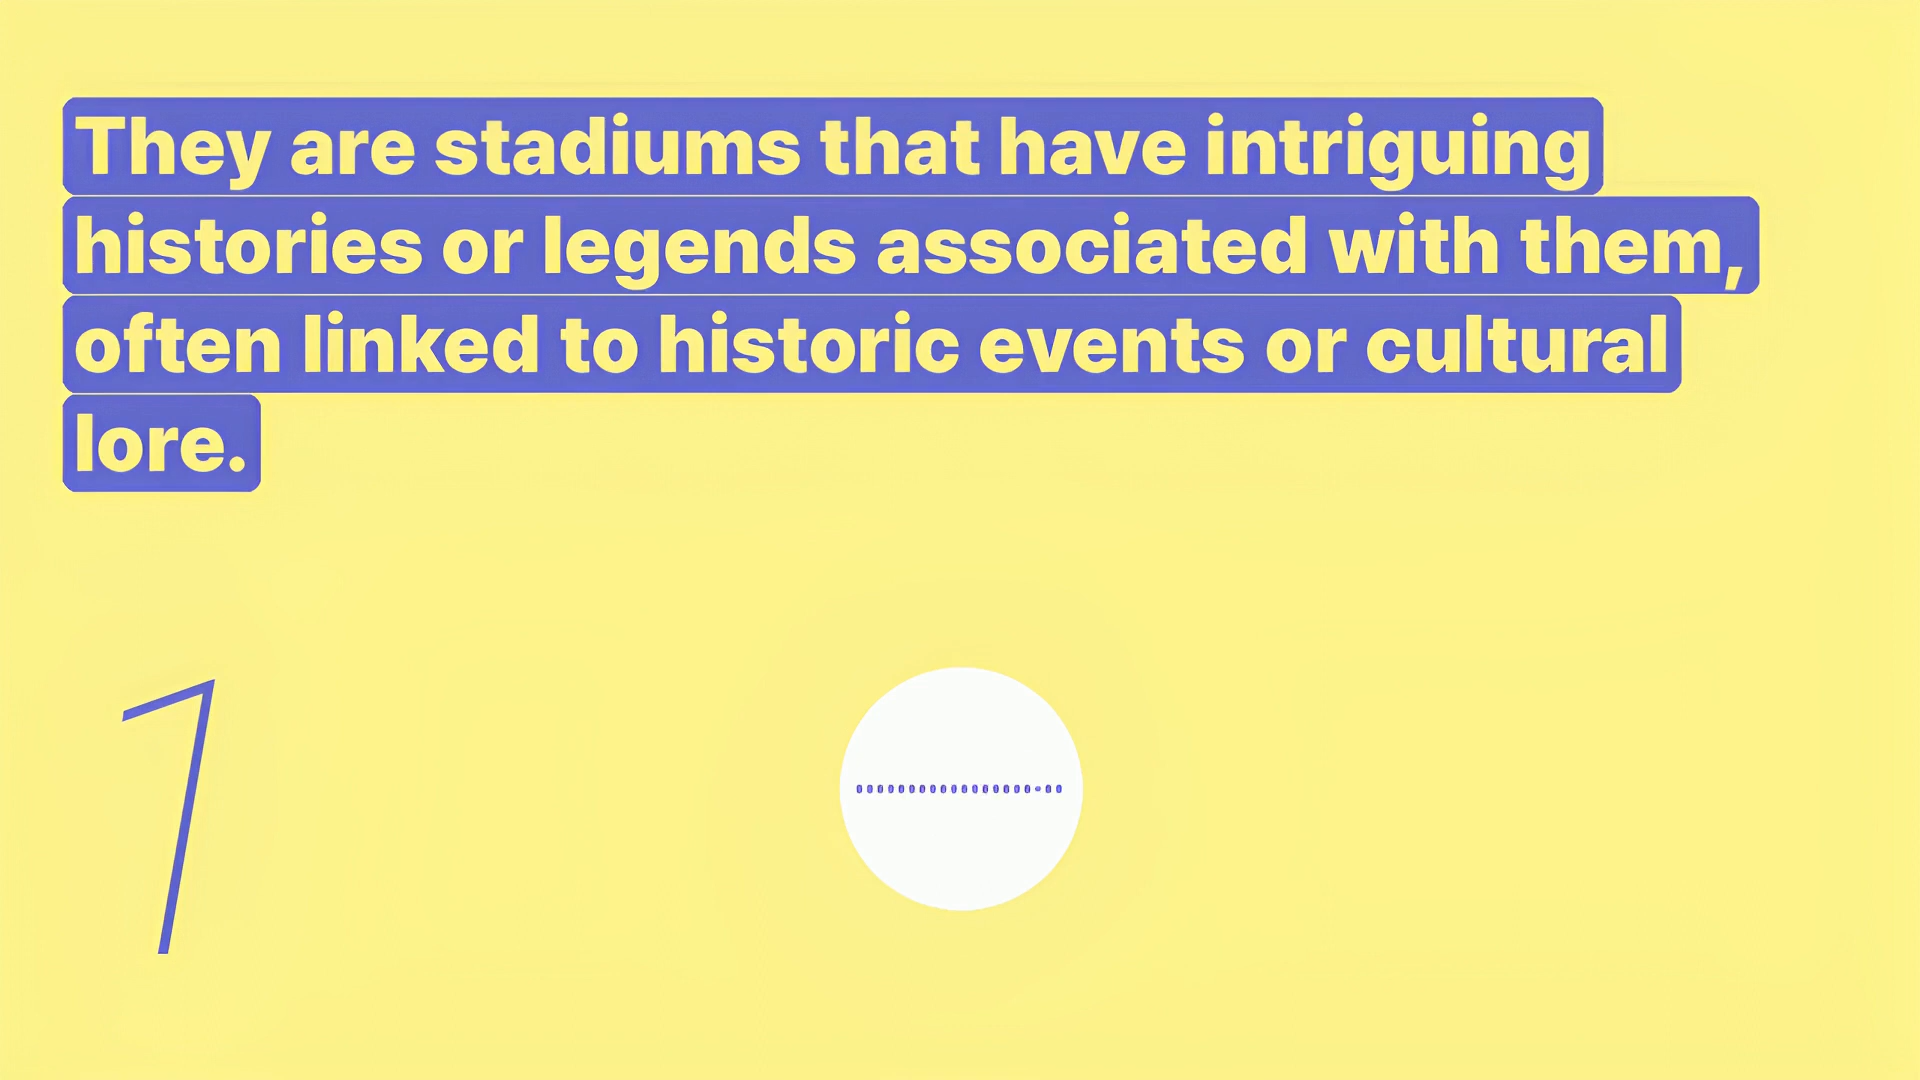 They are stadiums that have intriguing
histories or legends associated with them,
often linked to historic events or cultural
lore.
1